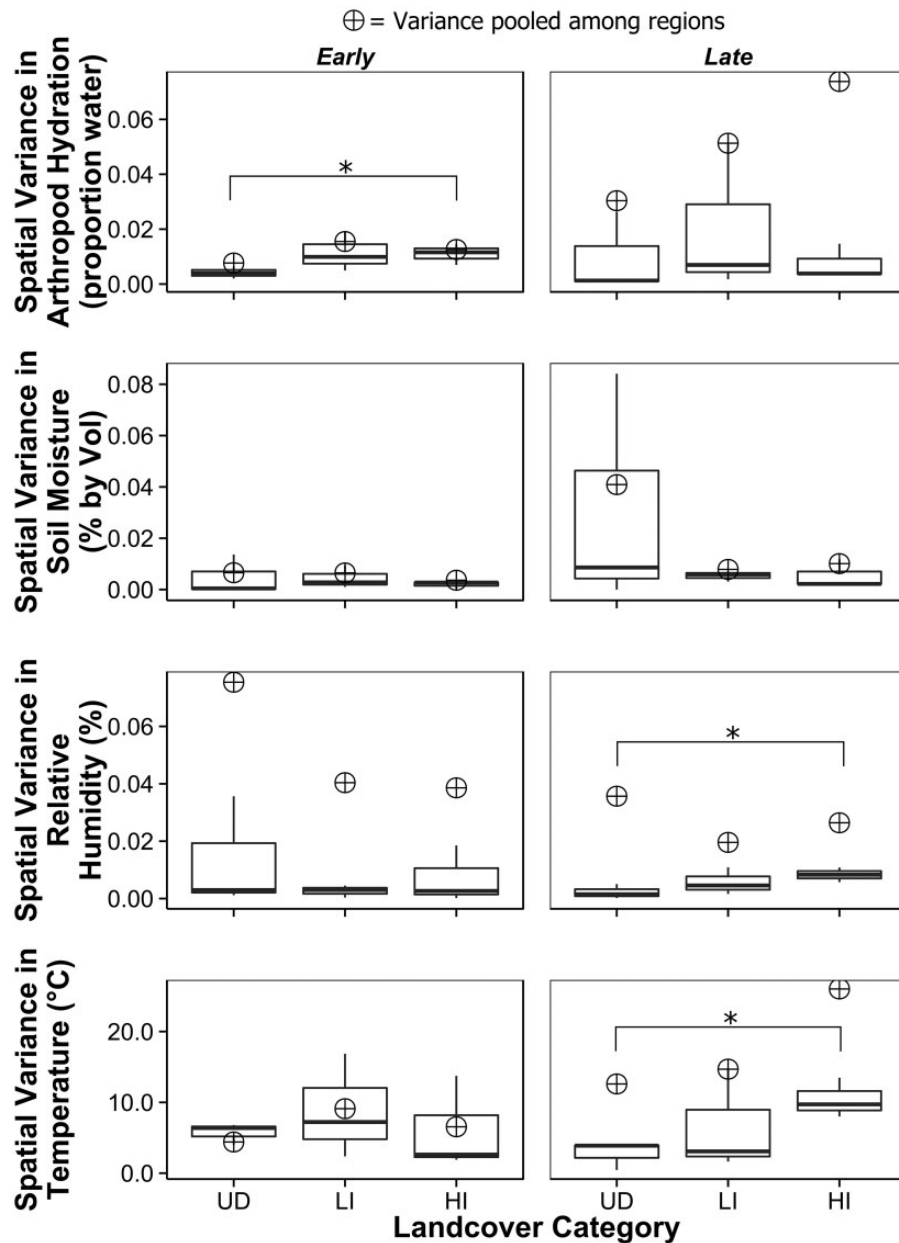 ⊕ = Variance pooled among regions
Early
Late
Spatial Variance in
Arthropod Hydration
(proportion water)
0.06
0.04
0.02
0.00
*
Spatial Variance in
Soil Moisture
(% by Vol)
0.08
0.06
0.04
0.02
0.00
Spatial Variance in
Relative
Humidity (%)
0.06
0.04
0.02
0.00
*
Spatial Variance in
Temperature (°C)
20.0
10.0
0.0
*
UD LI HI
UD LI HI
Landcover Category